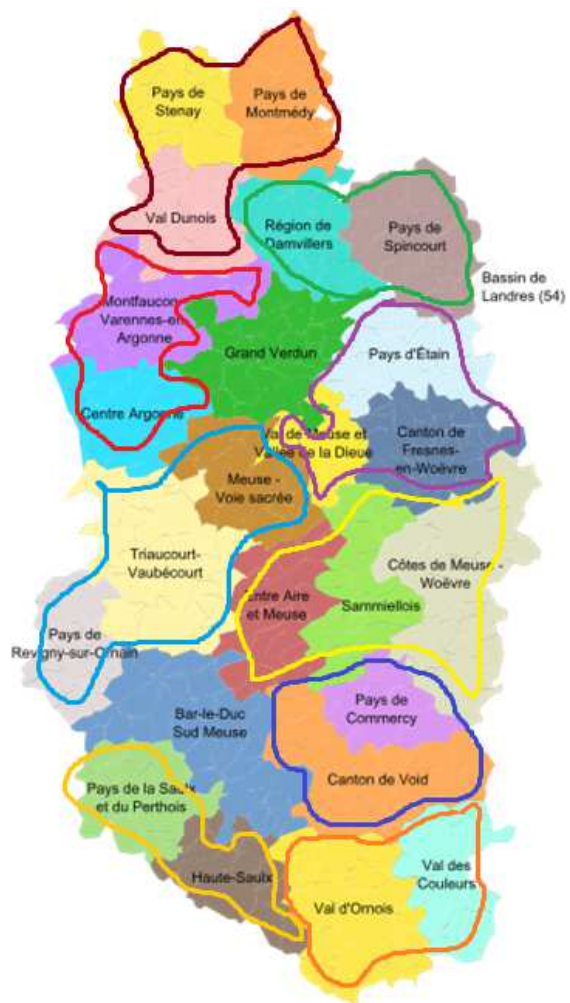 Pays de
Stenay
Pays de
Montmédy
Val Dunois
Région de
Damvillers
Pays de
Spincourt
Bassin de
Landres (54)
Montfaucon-
Varennes-en-
Argonne
Grand Verdun
Pays d'Étain
Centre Argonne
Val de Meuse et
Vallée de la Dieue
Canton de
Fresnes-
en-Woëvre
Meuse -
Voie sacrée
Triaucourt-
Vaubécourt
Côtes de Meuse -
Woëvre
Entre Aire
et Meuse
Sammiellois
Pays de
Revigny-sur-Ornain
Bar-le-Duc
Sud Meuse
Pays de
Commercy
Canton de Void
Pays de la Saulx
et du Perthois
Haute-Saulx
Val d'Ornois
Val des
Couleurs